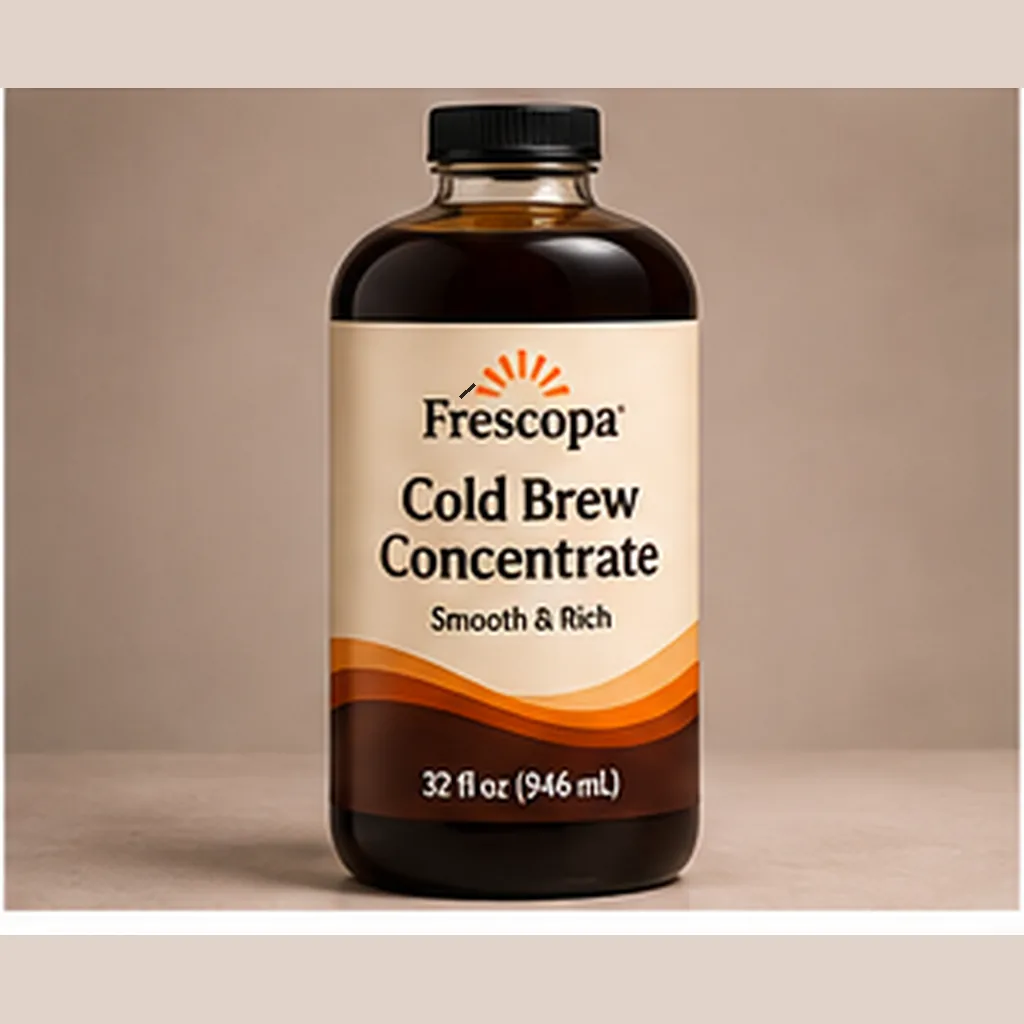 Frescopa
Cold Brew
Concentrate
Smooth & Rich
32 fl oz (946 mL)